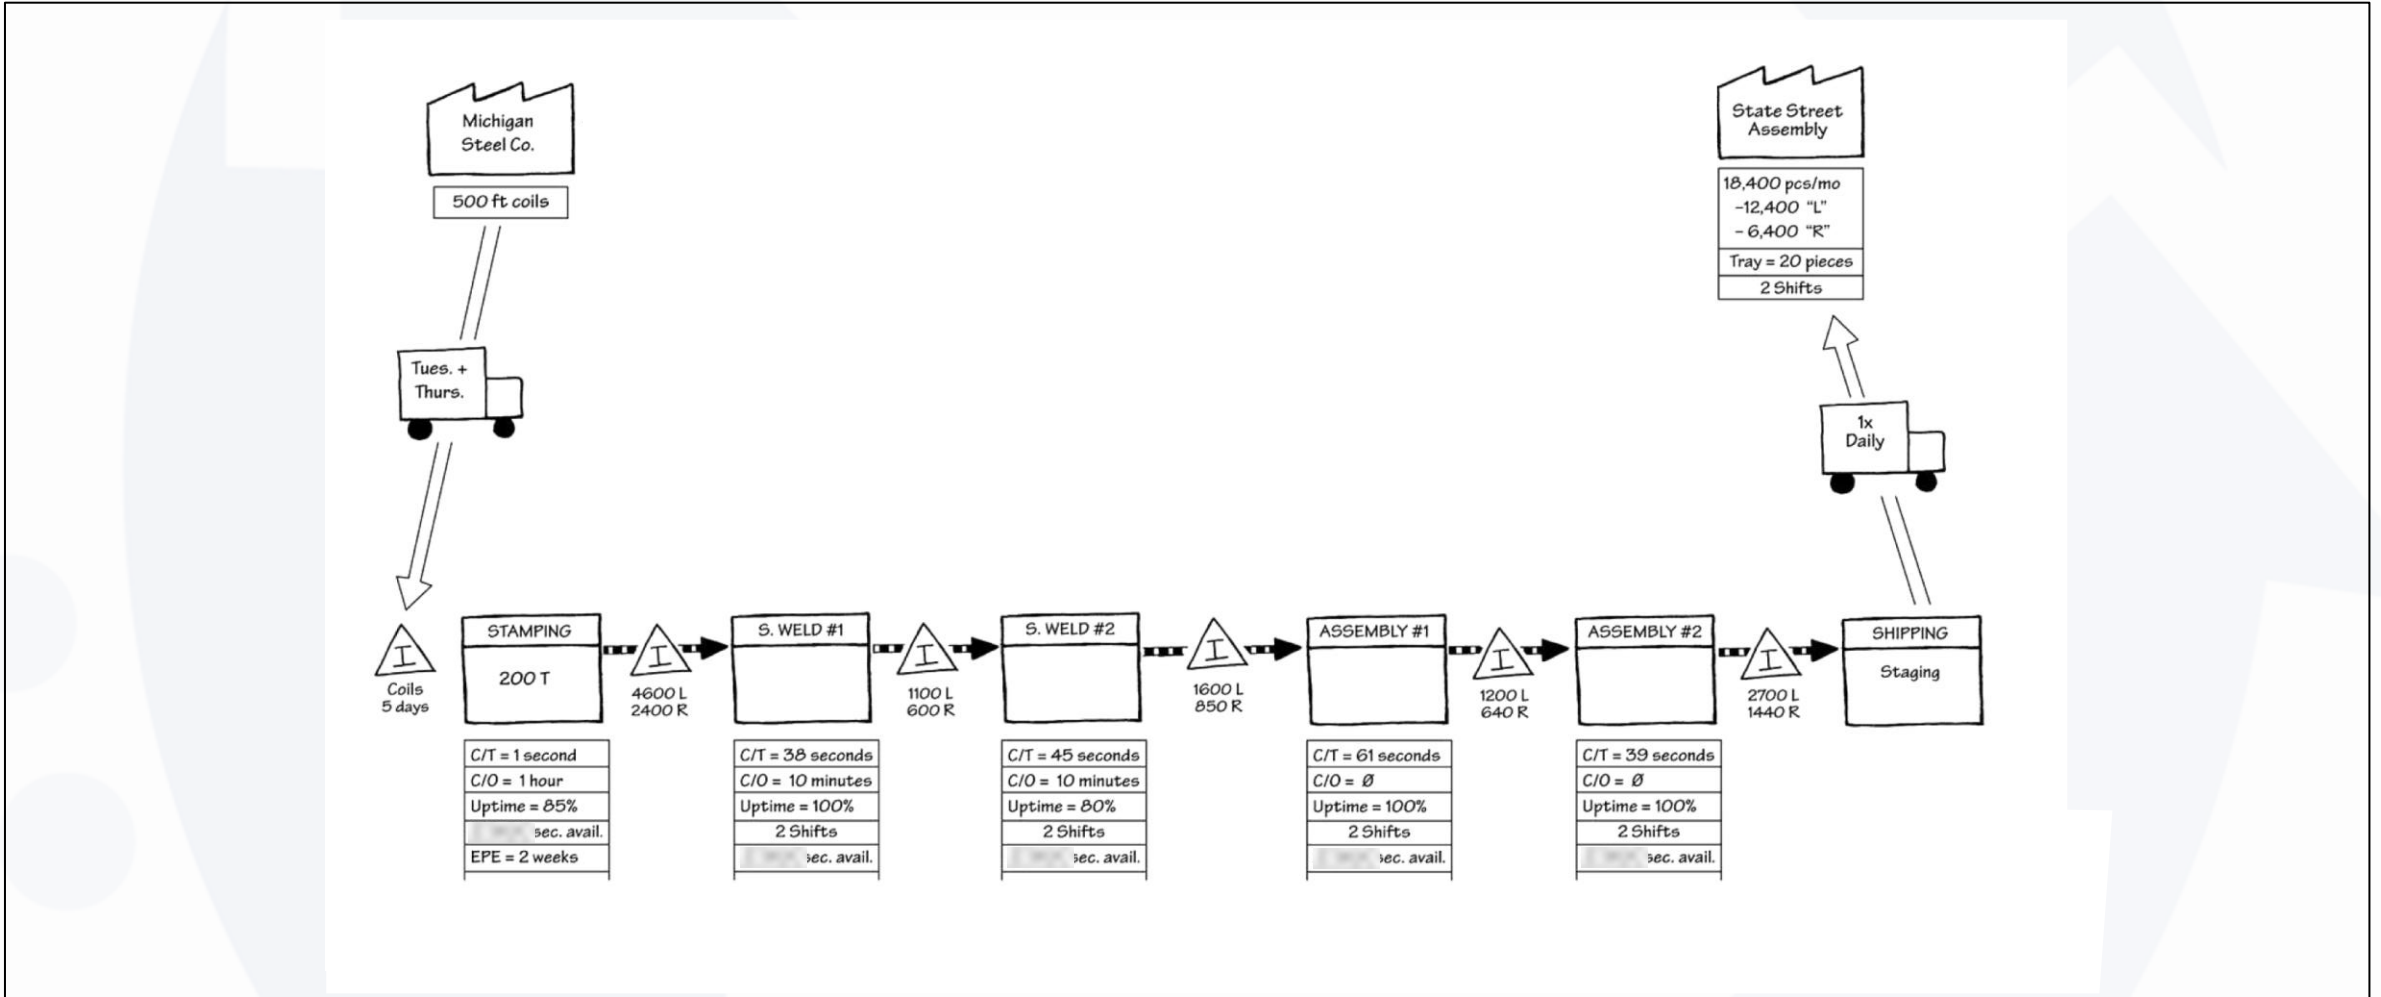 Michigan
Steel Co.
500 ft coils
Tues. +
Thurs.
State Street
Assembly
18,400 pcs/mo
–12,400 "L"
– 6,400 "R"
Tray = 20 pieces
2 Shifts
1x
Daily
I
Coils
5 days
STAMPING
200 T
C/T = 1 second
C/O = 1 hour
Uptime = 85%
sec. avail.
EPE = 2 weeks
I
4600 L
2400 R
S. WELD #1
C/T = 38 seconds
C/O = 10 minutes
Uptime = 100%
2 Shifts
sec. avail.
I
1100 L
600 R
S. WELD #2
C/T = 45 seconds
C/O = 10 minutes
Uptime = 80%
2 Shifts
sec. avail.
I
1600 L
850 R
ASSEMBLY #1
C/T = 61 seconds
C/O = Ø
Uptime = 100%
2 Shifts
sec. avail.
I
1200 L
640 R
ASSEMBLY #2
C/T = 39 seconds
C/O = Ø
Uptime = 100%
2 Shifts
sec. avail.
I
2700 L
1440 R
SHIPPING
Staging